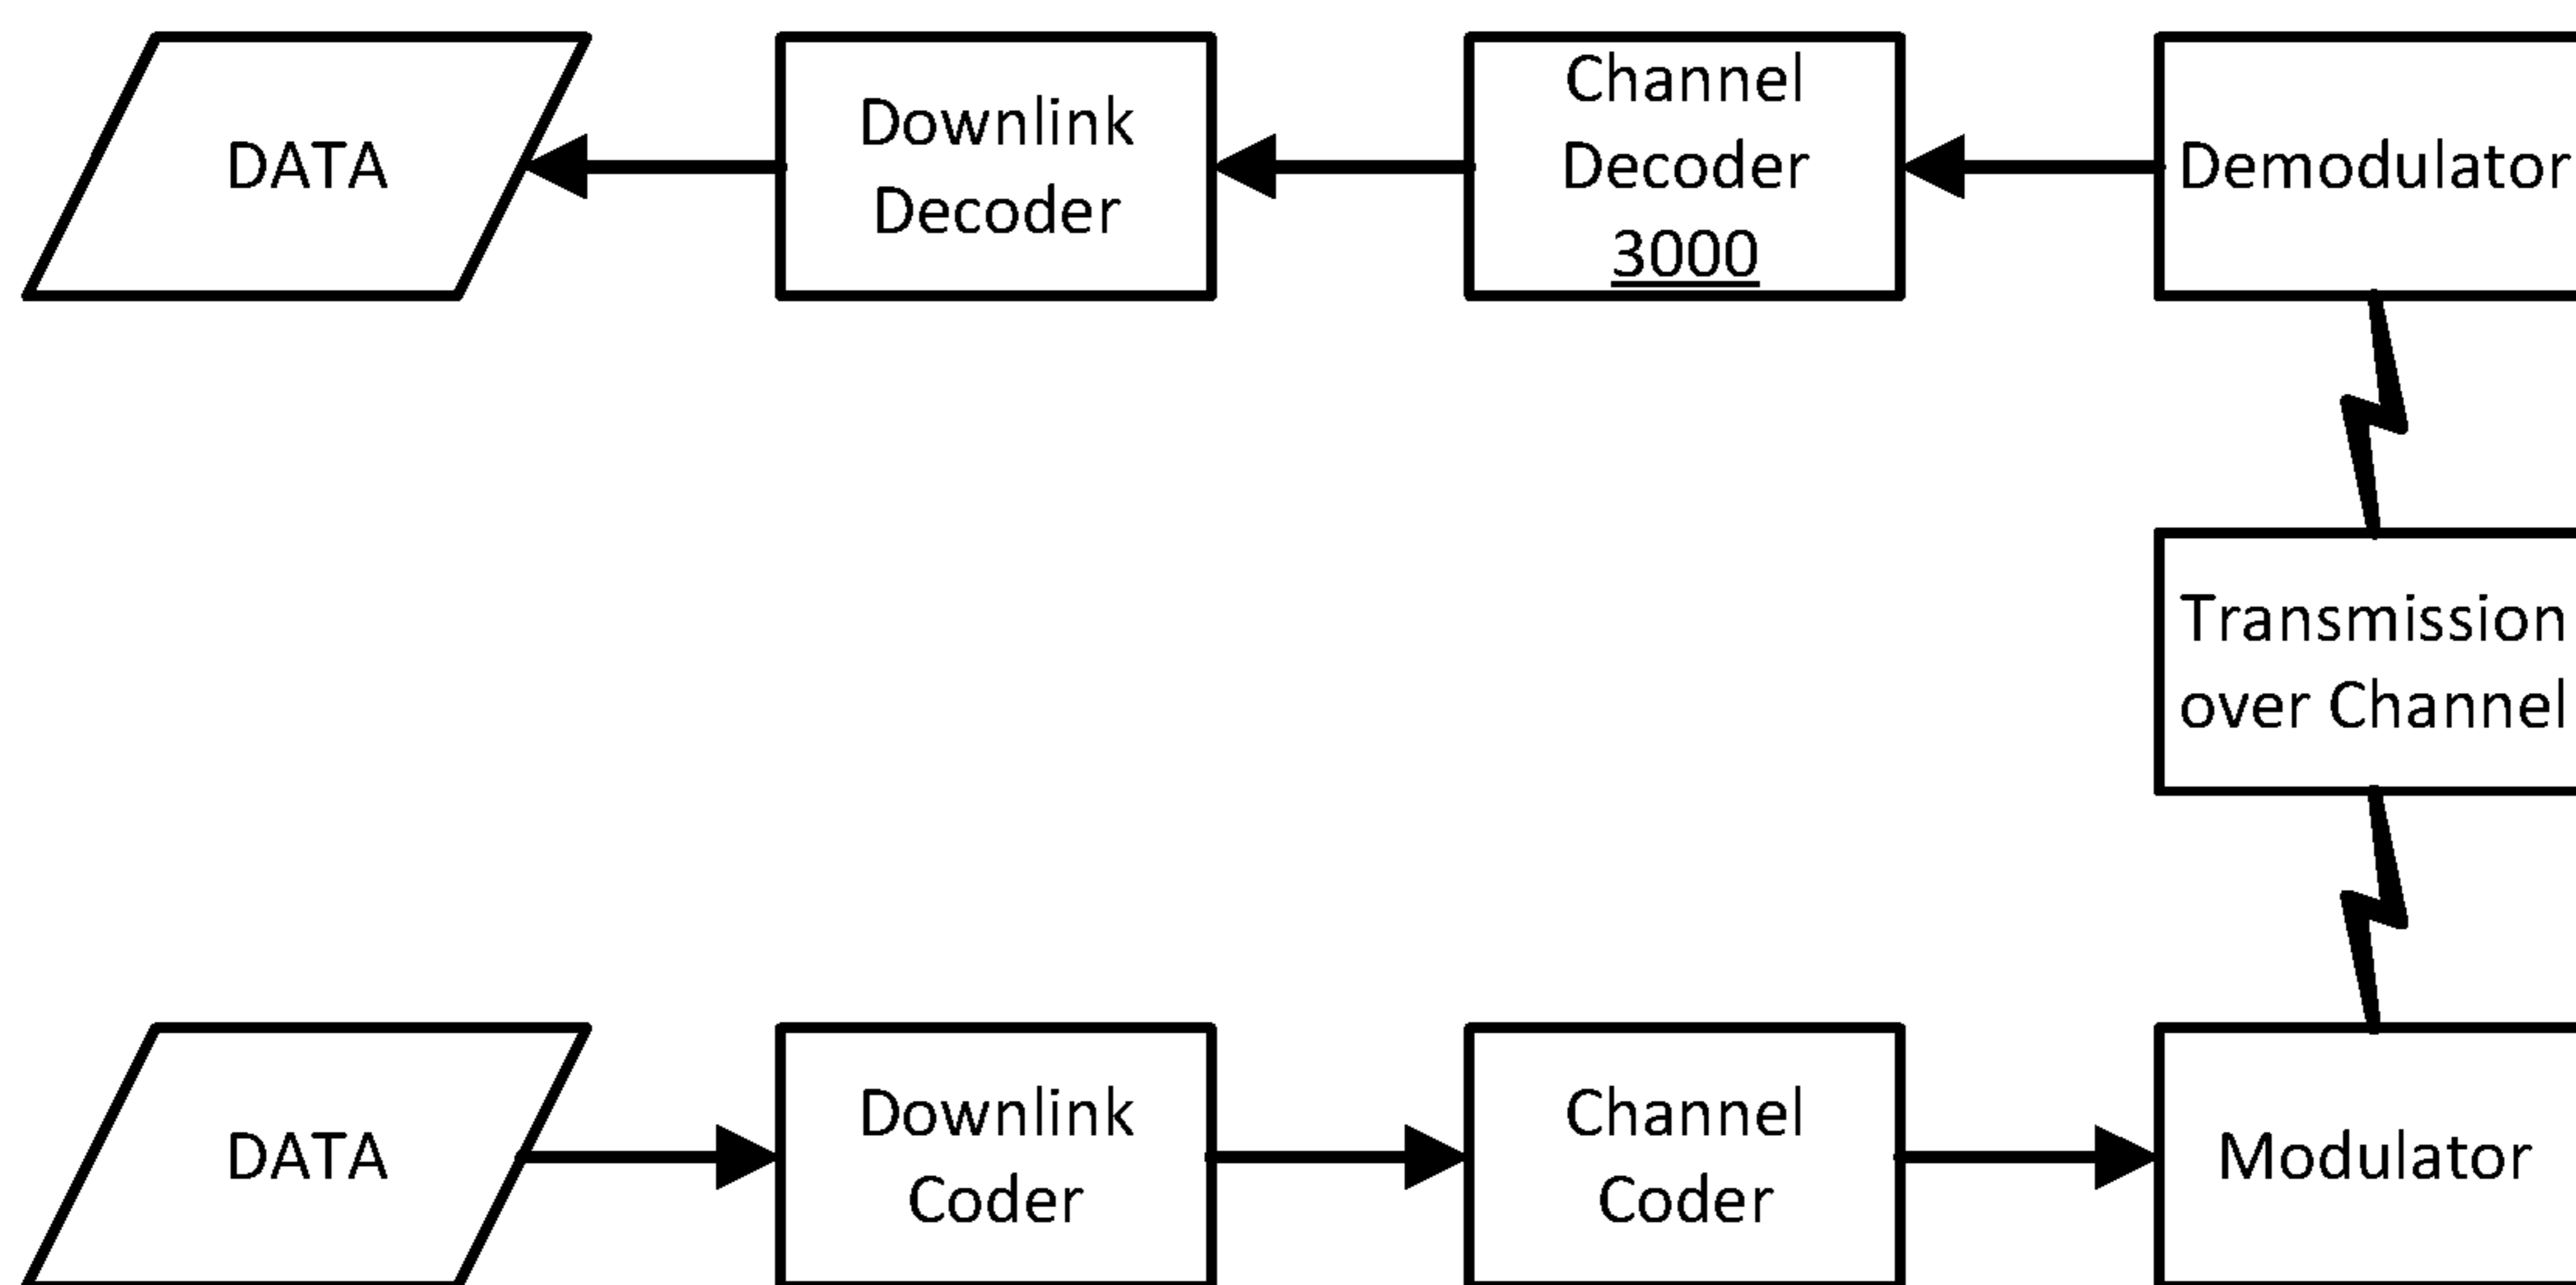 DATA
Downlink
Decoder
Channel
Decoder
3000
Demodulator
Transmission
over Channel
DATA
Downlink
Coder
Channel
Coder
Modulator